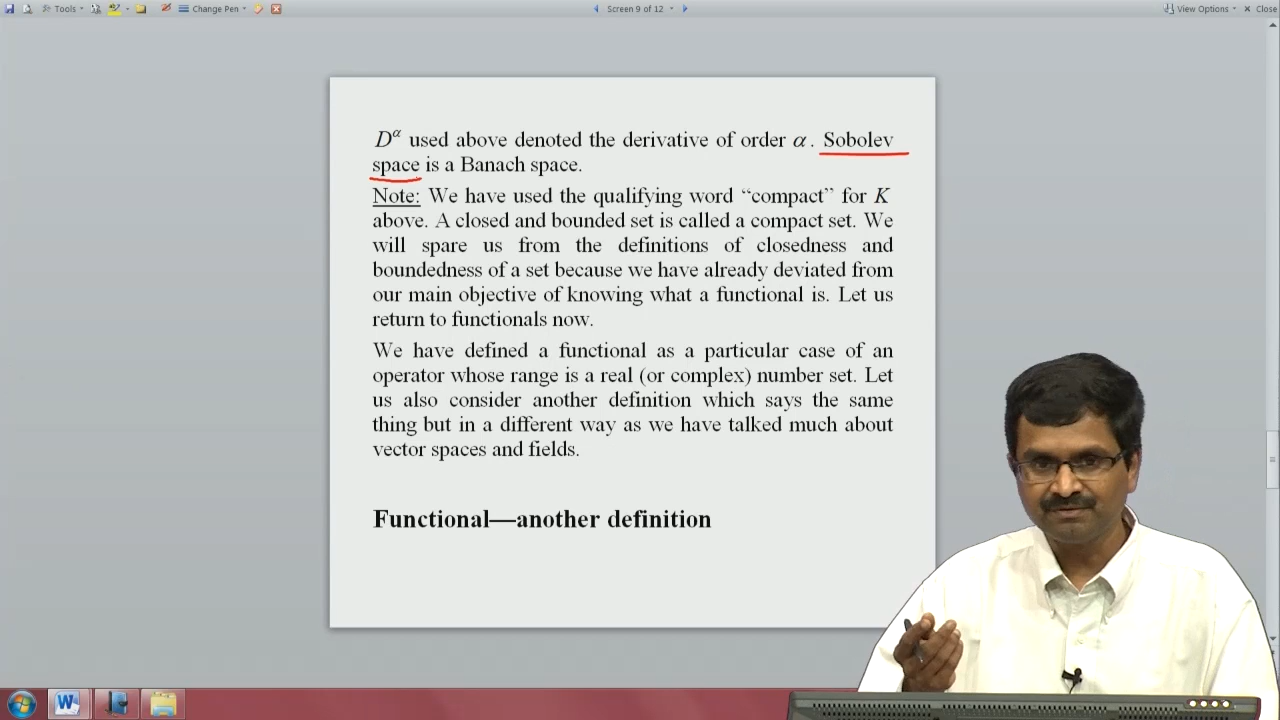 Tools
Change Pen
Screen 9 of 12
View Options
Close
D^α used above denoted the derivative of order α. Sobolev
space is a Banach space.
Note: We have used the qualifying word “compact” for K
above. A closed and bounded set is called a compact set. We
will spare us from the definitions of closedness and
boundedness of a set because we have already deviated from
our main objective of knowing what a functional is. Let us
return to functionals now.
We have defined a functional as a particular case of an
operator whose range is a real (or complex) number set. Let
us also consider another definition which says the same
thing but in a different way as we have talked much about
vector spaces and fields.
Functional—another definition
W